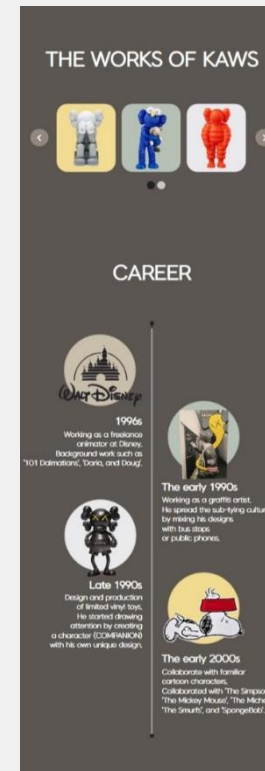 THE WORKS OF KAWS
CAREER
WALT DISNEY
1996s
Working as a freelance
animator at Disney.
Background work such as
'101 Dalmations', 'Daria, and Doug'.
The early 1990s
Working as a graffiti artist.
He spread the sub-tying cultur
by mixing his designs
with bus stops
or public phones.
Late 1990s
Design and production
of limited vinyl toys.
He started drawing
attention by creating
a character (COMPANION)
with his own unique design.
The early 2000s
Collaborate with familiar
cartoon characters.
Collaborated with 'The Simpso
'The Mickey Mouse', 'The Miche
'The Smurfs', and 'SpongeBob'.